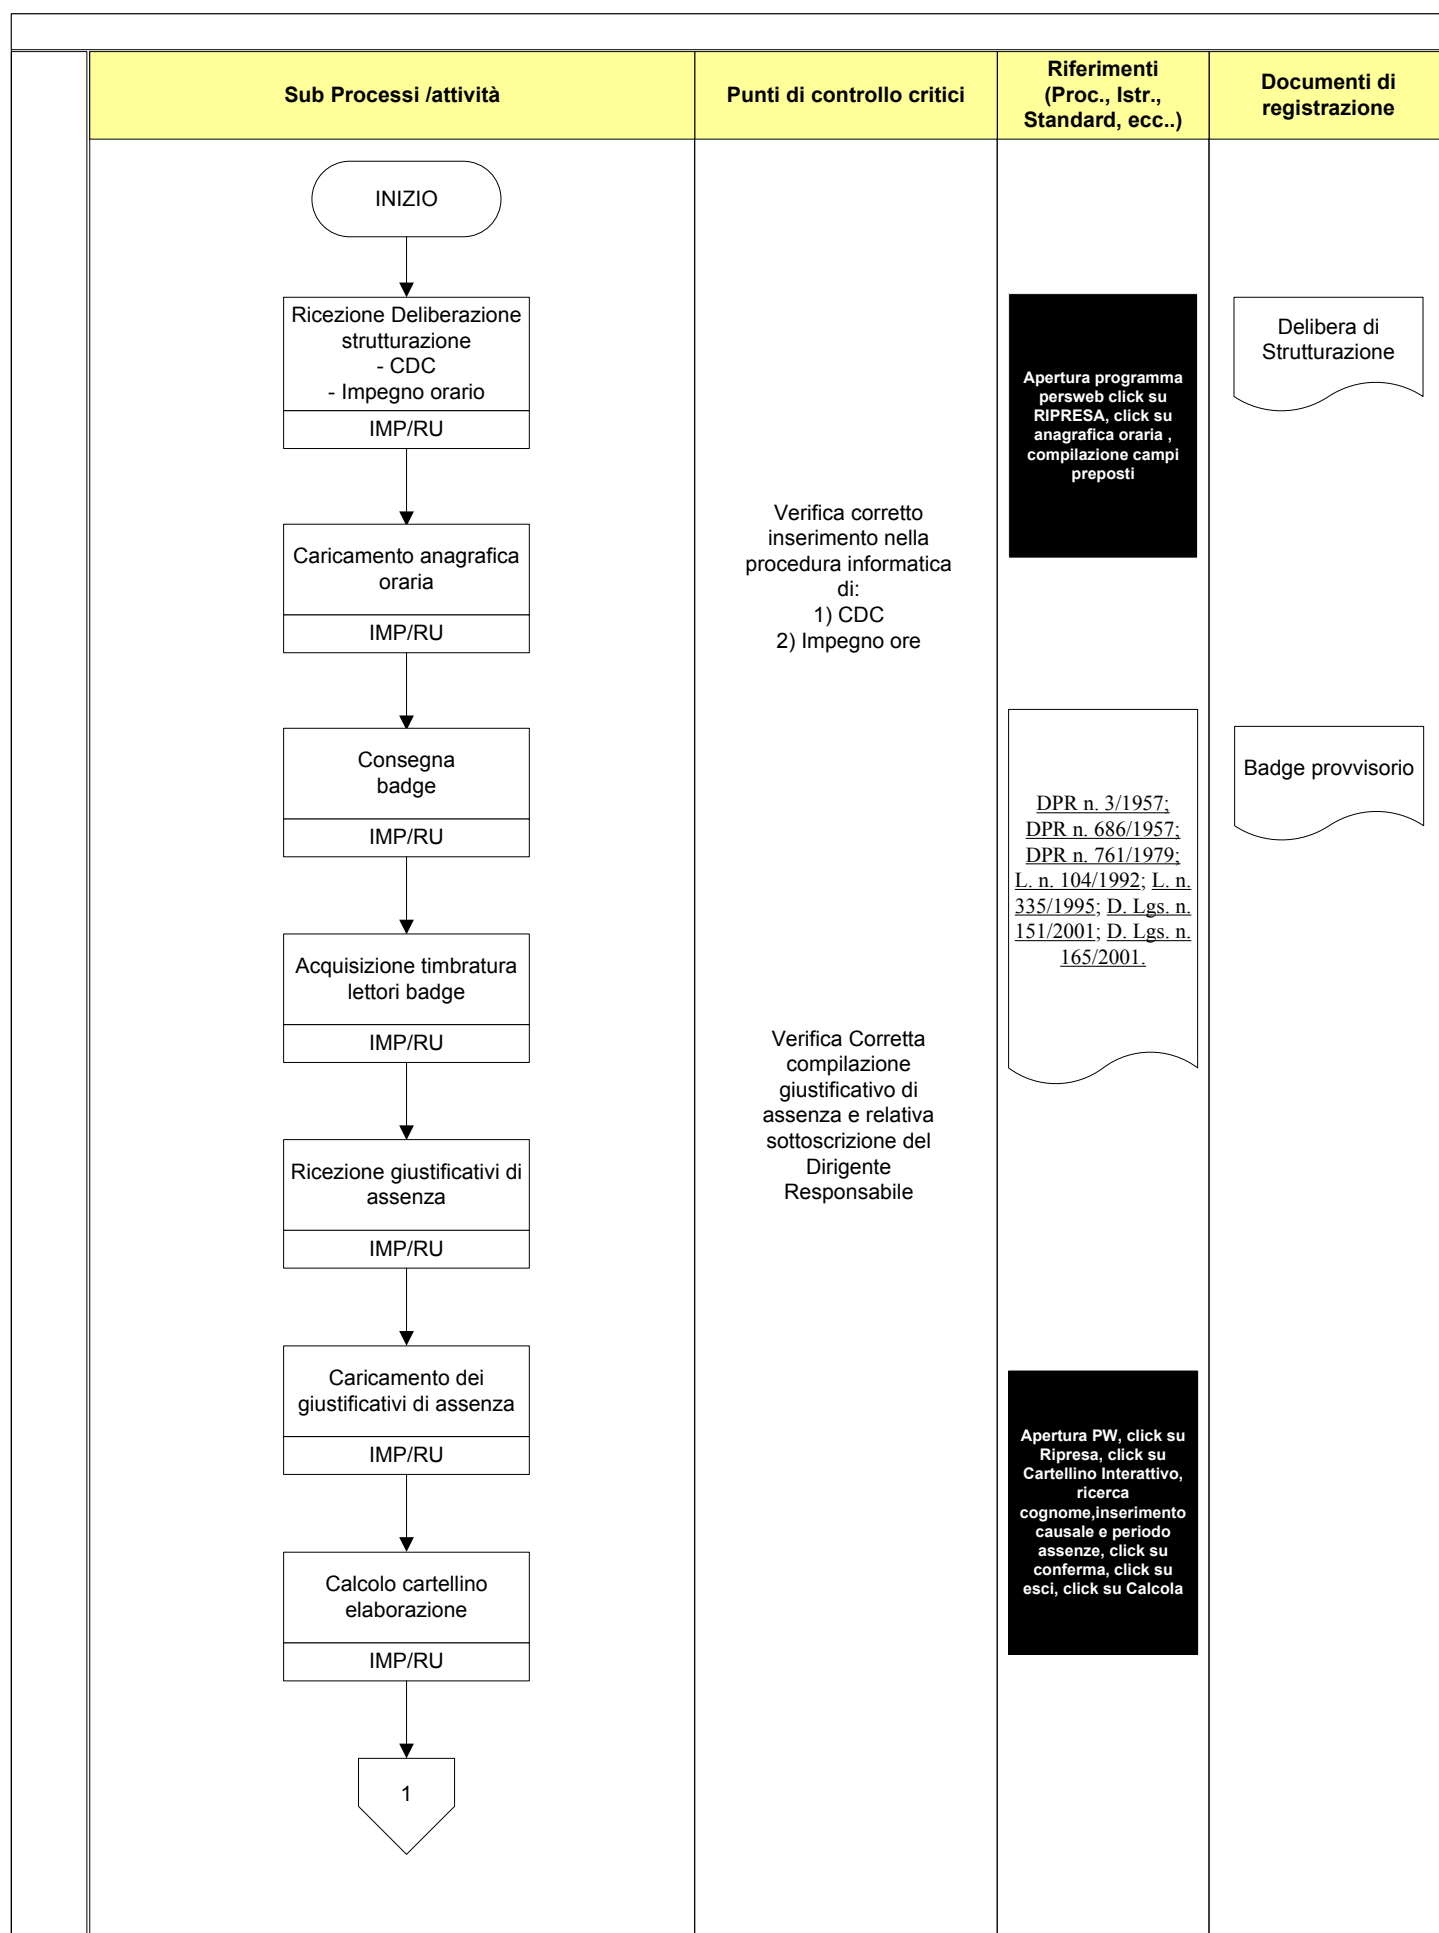 Sub Processi /attività
Punti di controllo critici
Riferimenti
(Proc., Istr.,
Standard, ecc..)
Documenti di
registrazione
INIZIO
Ricezione Deliberazione
strutturazione
- CDC
- Impegno orario
IMP/RU
Caricamento anagrafica
oraria
IMP/RU
Consegna
badge
IMP/RU
Acquisizione timbratura
lettori badge
IMP/RU
Ricezione giustificativi di
assenza
IMP/RU
Caricamento dei
giustificativi di assenza
IMP/RU
Calcolo cartellino
elaborazione
IMP/RU
1
Verifica corretto
inserimento nella
procedura informatica
di:
1) CDC
2) Impegno ore
Verifica Corretta
compilazione
giustificativo di
assenza e relativa
sottoscrizione del
Dirigente
Responsabile
Apertura programma
persweb click su
RIPRESA, click su
anagrafica oraria ,
compilazione campi
preposti
DPR n. 3/1957;
DPR n. 686/1957;
DPR n. 761/1979;
L. n. 104/1992; L. n.
335/1995; D. Lgs. n.
151/2001; D. Lgs. n.
165/2001.
Apertura PW, click su
Ripresa, click su
Cartellino Interattivo,
ricerca
cognome,inserimento
causale e periodo
assenze, click su
conferma, click su
esci, click su Calcola
Delibera di
Strutturazione
Badge provvisorio